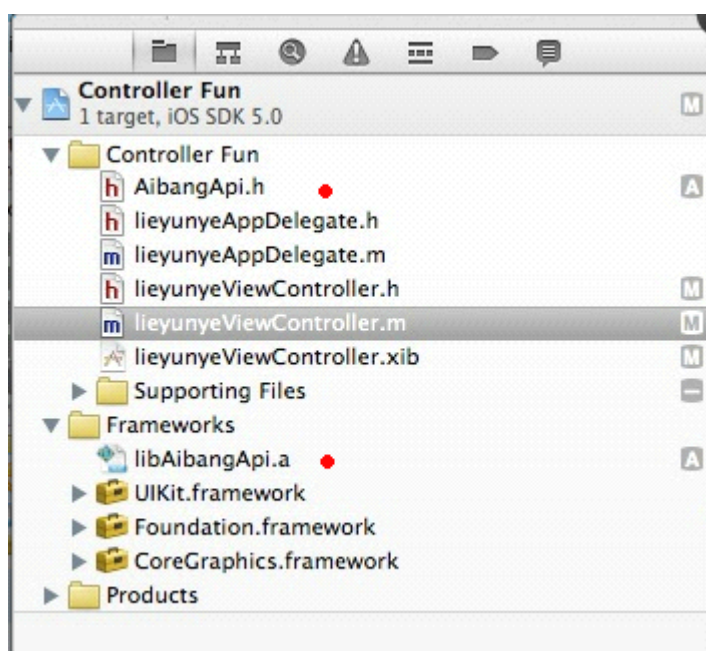 Controller Fun
1 target, iOS SDK 5.0
M
Controller Fun
h AibangApi.h
A
h lieyunyeAppDelegate.h
m lieyunyeAppDelegate.m
h lieyunyeViewController.h
M
m lieyunyeViewController.m
M
lieyunyeViewController.xib
M
Supporting Files
Frameworks
libAibangApi.a
A
UIKit.framework
Foundation.framework
CoreGraphics.framework
Products